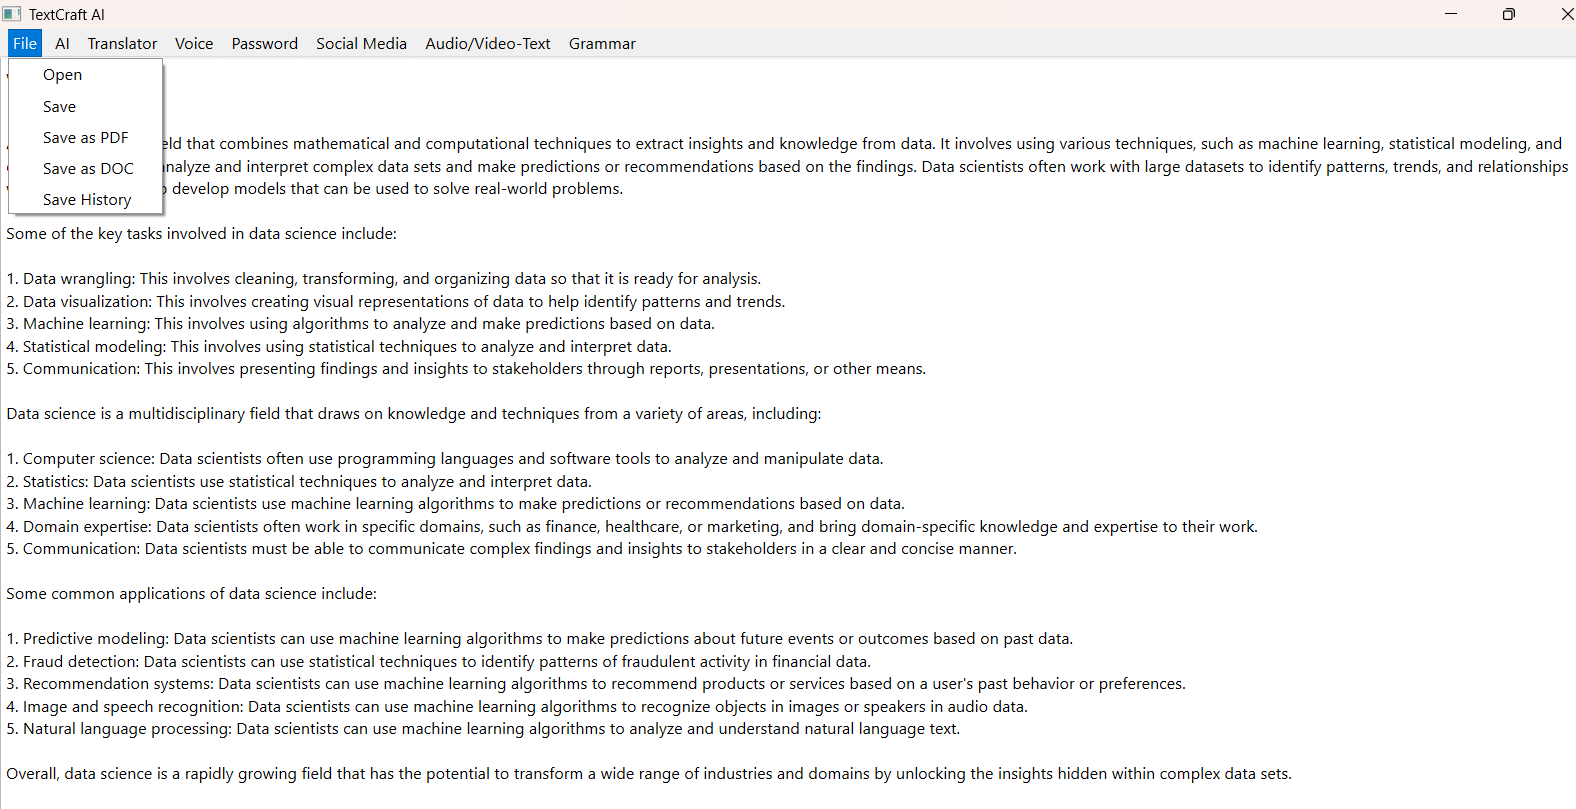 TextCraft AI
File AI Translator Voice Password Social Media Audio/Video-Text Grammar
Open
Save
Save as PDF
Save as DOC
Save History
that combines mathematical and computational techniques to extract insights and knowledge from data. It involves using various techniques, such as machine learning, statistical modeling, and
and interpret complex data sets and make predictions or recommendations based on the findings. Data scientists often work with large datasets to identify patterns, trends, and relationships
develop models that can be used to solve real-world problems.
Some of the key tasks involved in data science include:
1. Data wrangling: This involves cleaning, transforming, and organizing data so that it is ready for analysis.
2. Data visualization: This involves creating visual representations of data to help identify patterns and trends.
3. Machine learning: This involves using algorithms to analyze and make predictions based on data.
4. Statistical modeling: This involves using statistical techniques to analyze and interpret data.
5. Communication: This involves presenting findings and insights to stakeholders through reports, presentations, or other means.
Data science is a multidisciplinary field that draws on knowledge and techniques from a variety of areas, including:
1. Computer science: Data scientists often use programming languages and software tools to analyze and manipulate data.
2. Statistics: Data scientists use statistical techniques to analyze and interpret data.
3. Machine learning: Data scientists use machine learning algorithms to make predictions or recommendations based on data.
4. Domain expertise: Data scientists often work in specific domains, such as finance, healthcare, or marketing, and bring domain-specific knowledge and expertise to their work.
5. Communication: Data scientists must be able to communicate complex findings and insights to stakeholders in a clear and concise manner.
Some common applications of data science include:
1. Predictive modeling: Data scientists can use machine learning algorithms to make predictions about future events or outcomes based on past data.
2. Fraud detection: Data scientists can use statistical techniques to identify patterns of fraudulent activity in financial data.
3. Recommendation systems: Data scientists can use machine learning algorithms to recommend products or services based on a user's past behavior or preferences.
4. Image and speech recognition: Data scientists can use machine learning algorithms to recognize objects in images or speakers in audio data.
5. Natural language processing: Data scientists can use machine learning algorithms to analyze and understand natural language text.
Overall, data science is a rapidly growing field that has the potential to transform a wide range of industries and domains by unlocking the insights hidden within complex data sets.